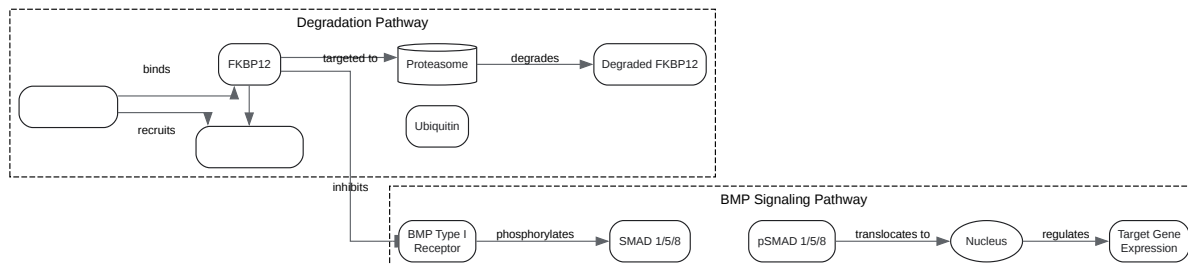 Degradation Pathway
binds
FKBP12
targeted to
Proteasome
degrades
Degraded FKBP12
recruits
Ubiquitin
inhibits
BMP Signaling Pathway
BMP Type I
Receptor
phosphorylates
SMAD 1/5/8
pSMAD 1/5/8
translocates to
Nucleus
regulates
Target Gene
Expression